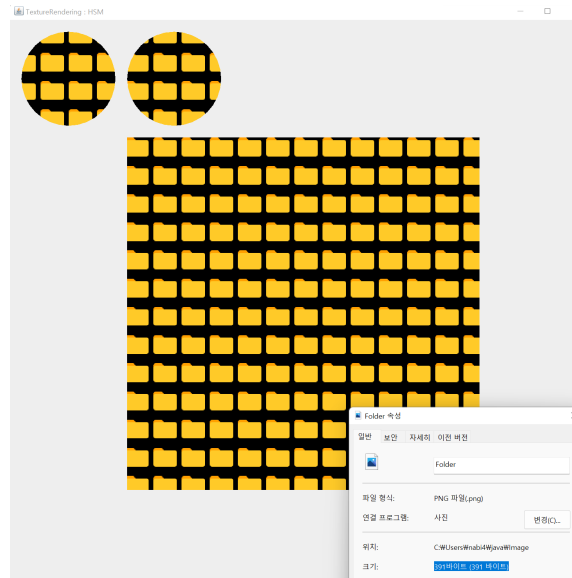 TextureRendering : HSM
Folder 속성
일반 보안 자세히 이전 버전
Folder
파일 형식: PNG 파일(.png)
연결 프로그램: 사진 변경(C)...
위치: C:₩Users₩nabi4₩java₩Image
크기: 391바이트 (391 바이트)